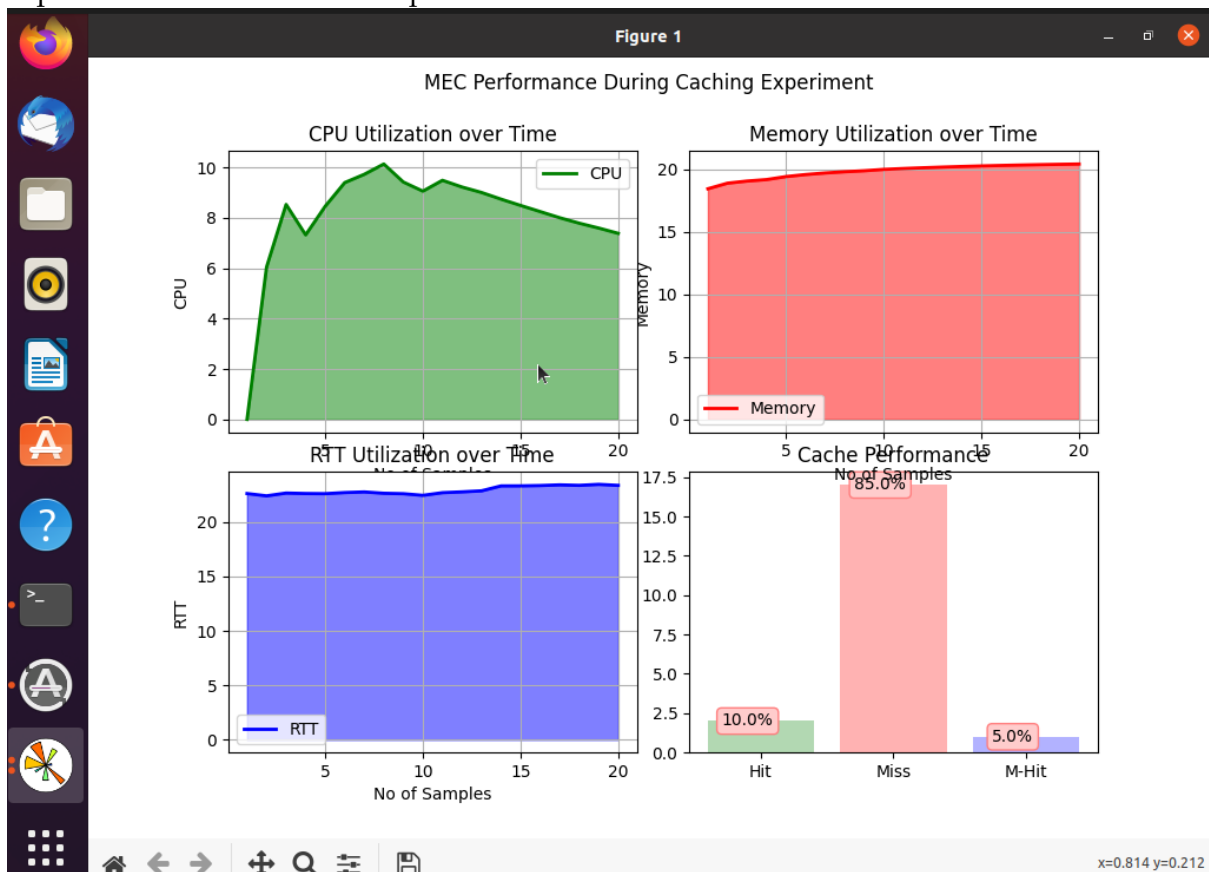 Figure 1
MEC Performance During Caching Experiment
CPU Utilization over Time
10
8
6
4
2
0
CPU
CPU
5
10
15
20
No of Samples
Memory Utilization over Time
20
15
10
5
0
Memory
Memory
5
10
15
20
No of Samples
RTT Utilization over Time
20
15
10
5
0
RTT
RTT
5
10
15
20
No of Samples
Cache Performance
17.5
15.0
12.5
10.0
7.5
5.0
2.5
0.0
10.0%
85.0%
5.0%
Hit
Miss
M-Hit
x=0.814 y=0.212